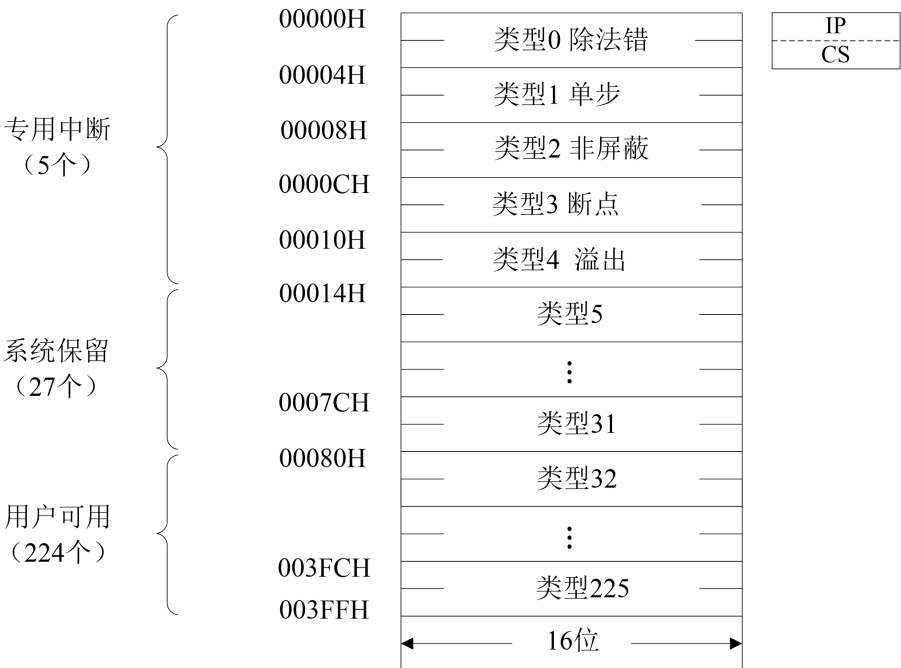 00000H
类型0 除法错
IP
CS
00004H
类型1 单步
专用中断
（5个）
00008H
类型2 非屏蔽
0000CH
类型3 断点
00010H
类型4 溢出
00014H
类型5
系统保留
（27个）
⋮
0007CH
类型31
00080H
类型32
用户可用
（224个）
⋮
003FCH
类型225
003FFH
16位